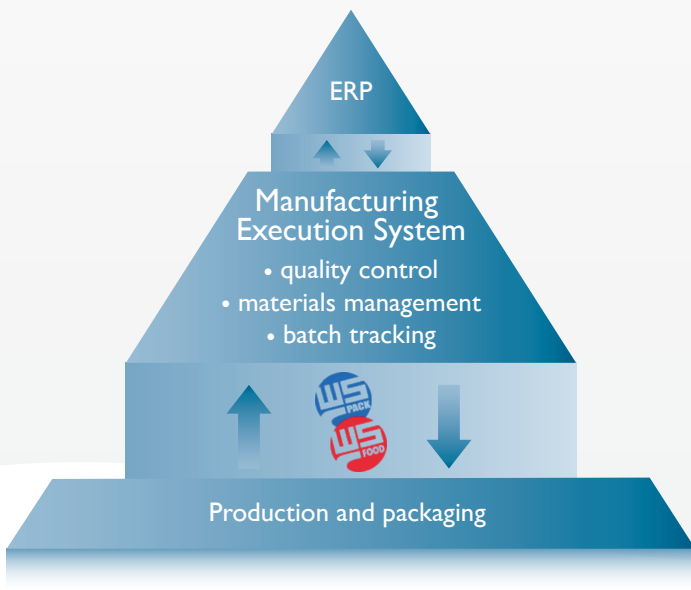 ERP
Manufacturing
Execution System
• quality control
• materials management
• batch tracking
WS
PACK
WS
FOOD
Production and packaging